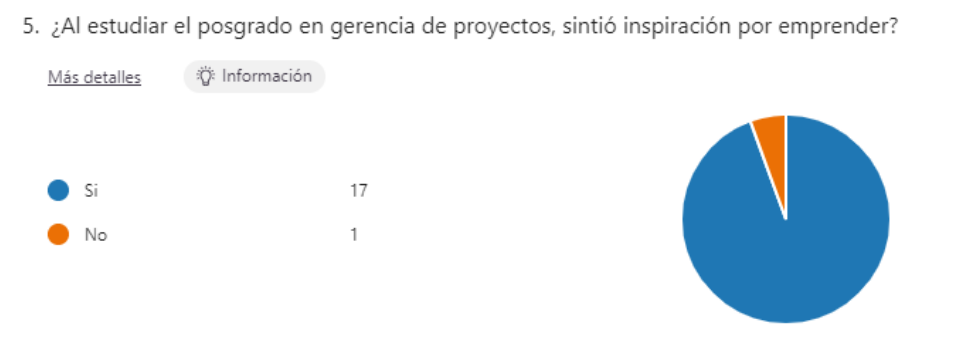 5. ¿Al estudiar el posgrado en gerencia de proyectos, sintió inspiración por emprender?
Más detalles Información
Si 17
No 1